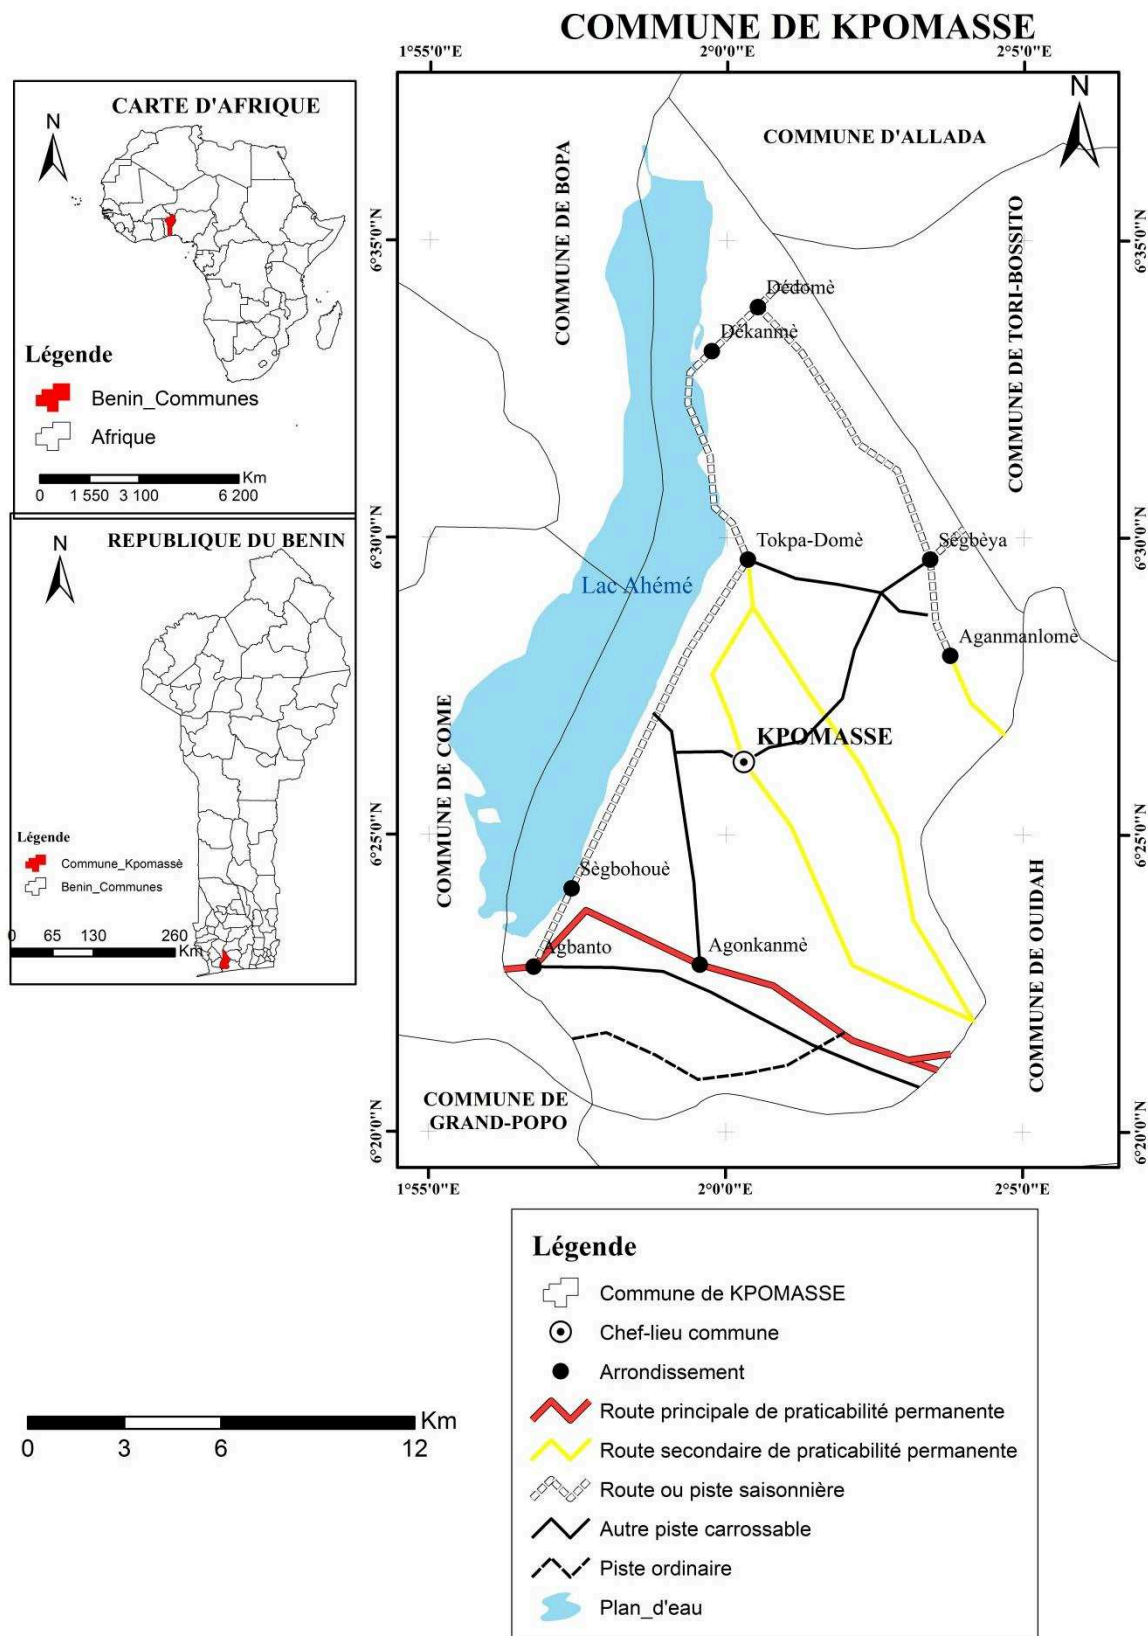 COMMUNE DE KPOMASSE
CARTE D'AFRIQUE
N
Légende
Benin_Communes
Afrique
Km
0 1 550 3 100 6 200
REPUBLIQUE DU BENIN
N
Légende
Commune_Kpomassè
Benin_Communes
0 65 130 260
Km
1°55'0"E 2°0'0"E 2°5'0"E
N
COMMUNE D'ALLADA
COMMUNE DE BOPA
COMMUNE DE TORI-BOSSITO
6°35'0"N
6°35'0"N
Dédomè
Dékanmè
6°30'0"N
6°30'0"N
Tokpa-Domè
Sègbèya
Lac Ahémé
Aganmanlomè
COMMUNE DE COME
KPOMASSE
6°25'0"N
6°25'0"N
Sègbohouè
Agbanto
Agonkanmè
COMMUNE DE OUIDAH
COMMUNE DE
GRAND-POPO
6°20'0"N
6°20'0"N
1°55'0"E 2°0'0"E 2°5'0"E
Légende
Commune de KPOMASSE
Chef-lieu commune
Arrondissement
Route principale de praticabilité permanente
Route secondaire de praticabilité permanente
Route ou piste saisonnière
Autre piste carrossable
Piste ordinaire
Plan_d'eau
Km
0 3 6 12